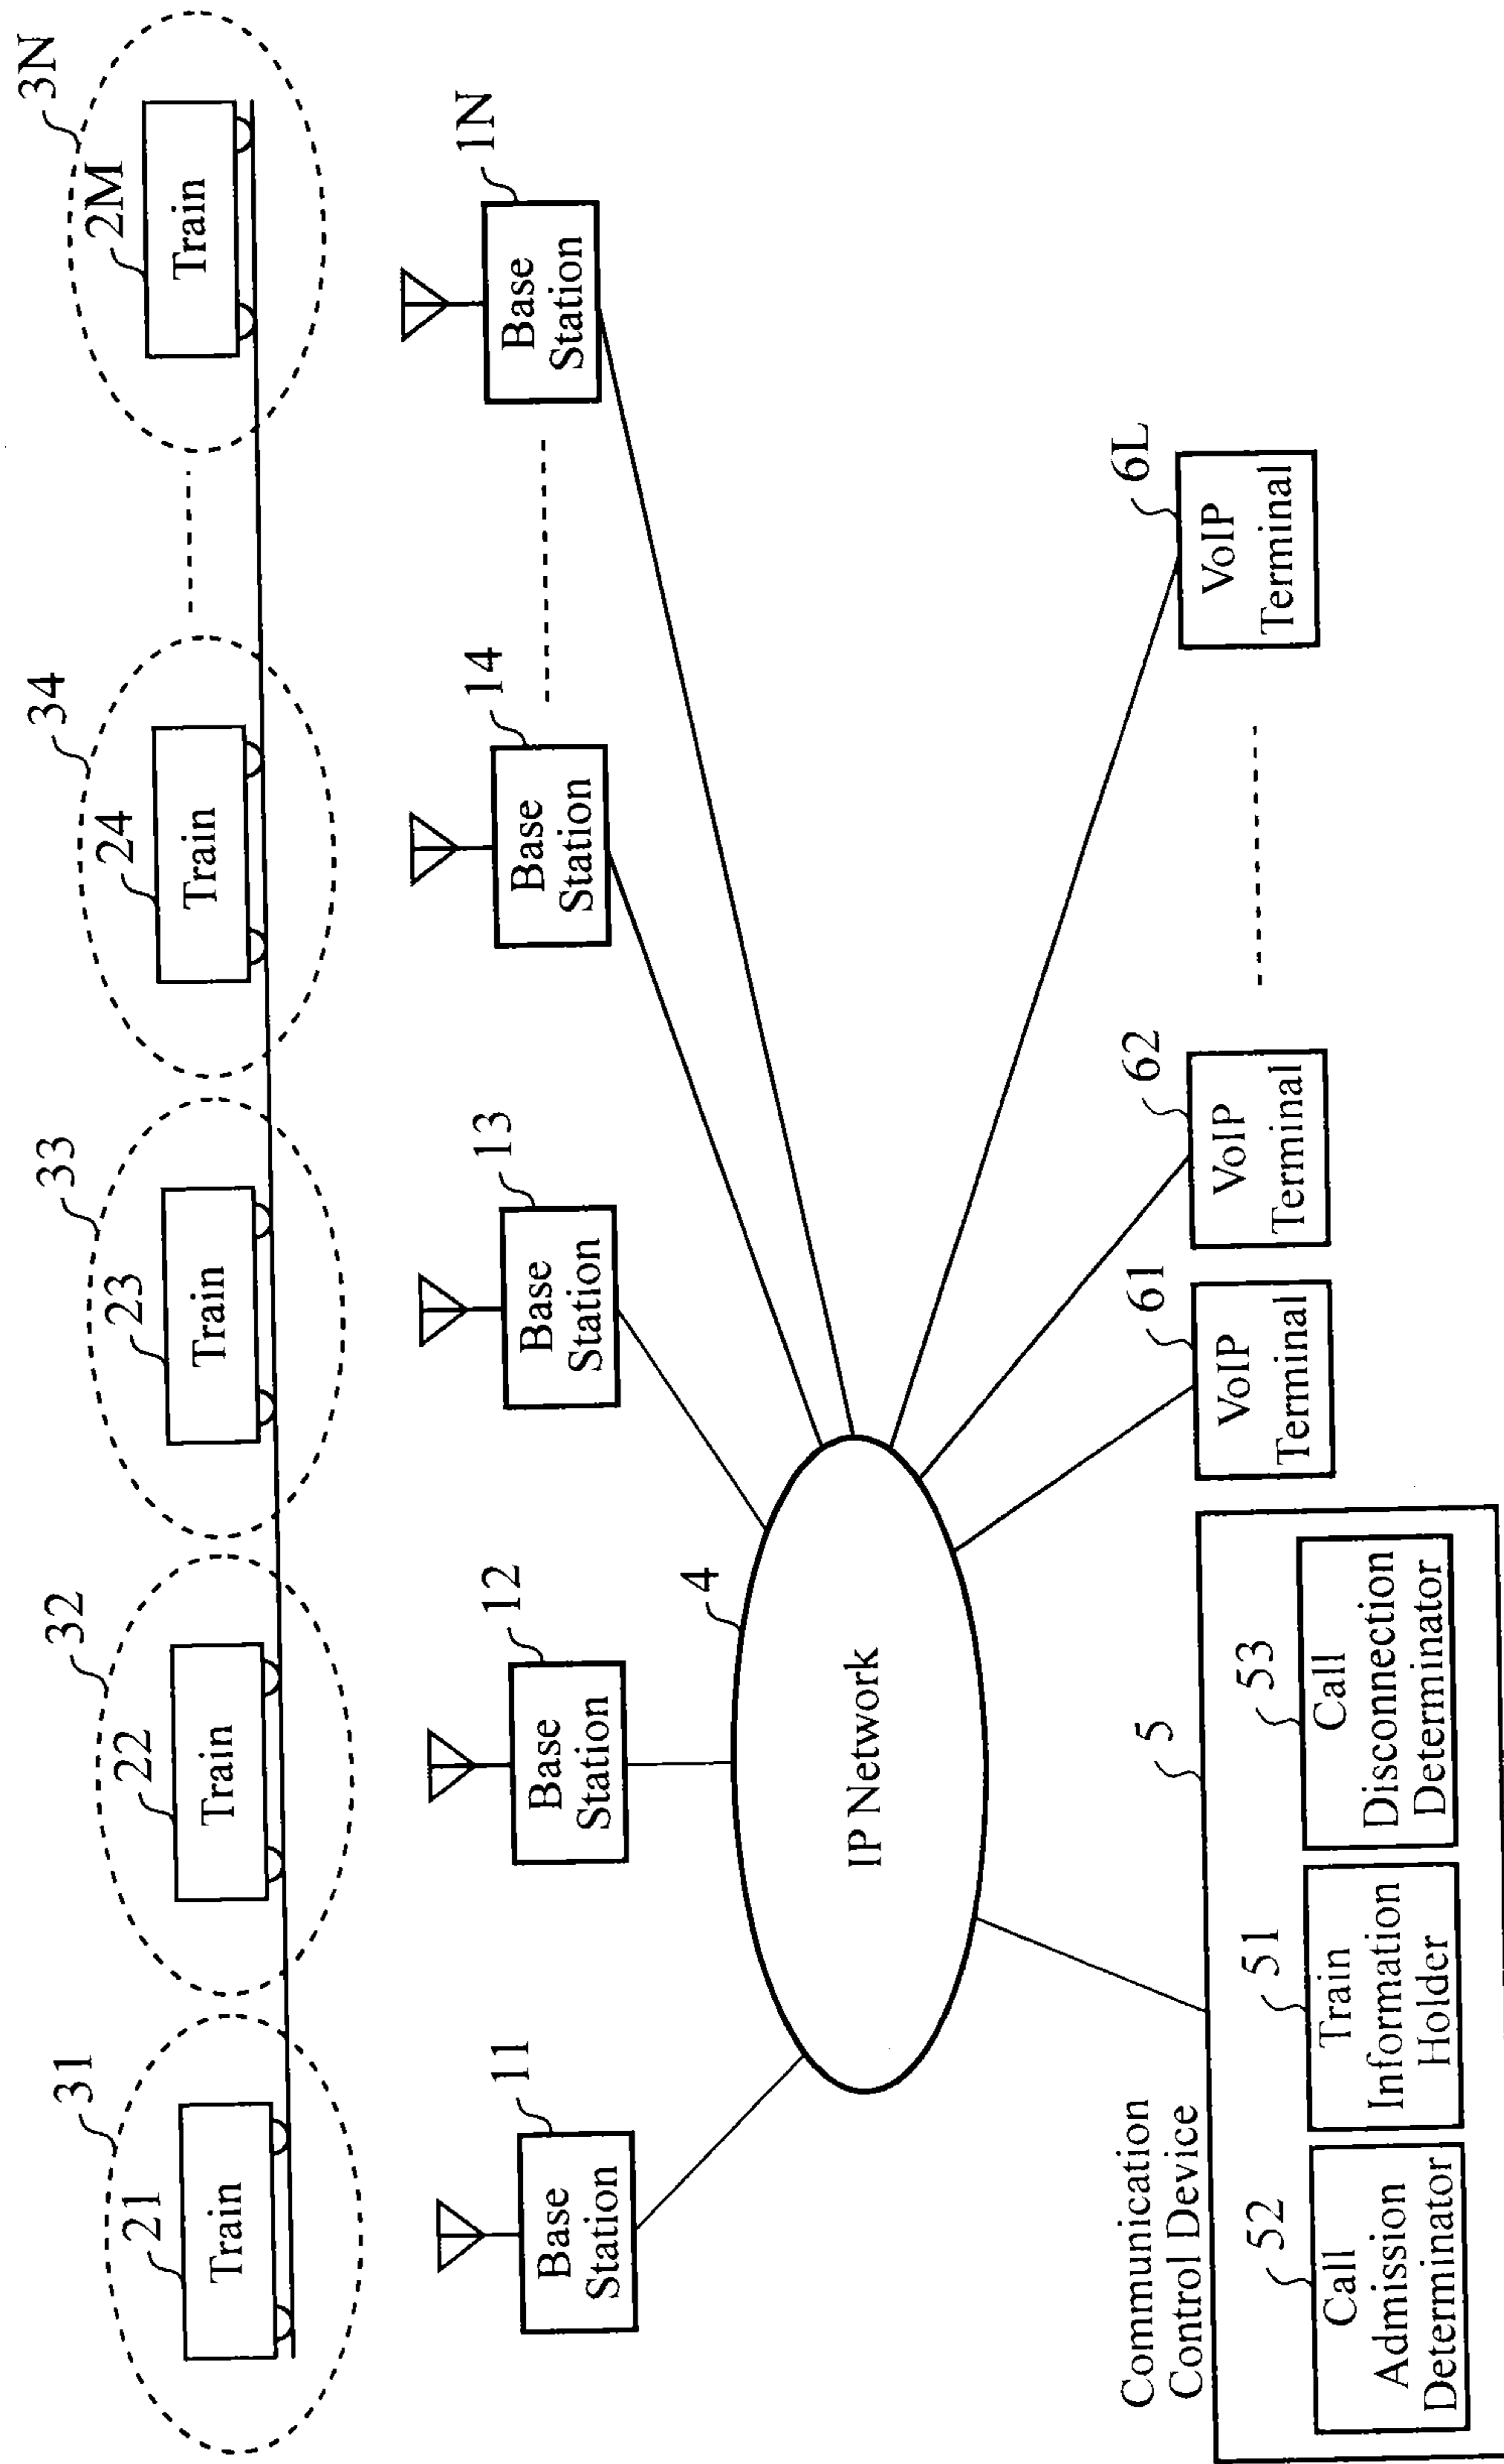 31
32
33
34
3N
21
22
23
24
2M
Train
Train
Train
Train
Train
11
12
13
14
1N
Base
Station
Base
Station
Base
Station
Base
Station
Base
Station
4
IP Network
Communication
Control Device
5
52
51
53
Call
Admission
Determinator
Train
Information
Holder
Call
Disconnection
Determinator
61
62
6L
VoIP
Terminal
VoIP
Terminal
VoIP
Terminal